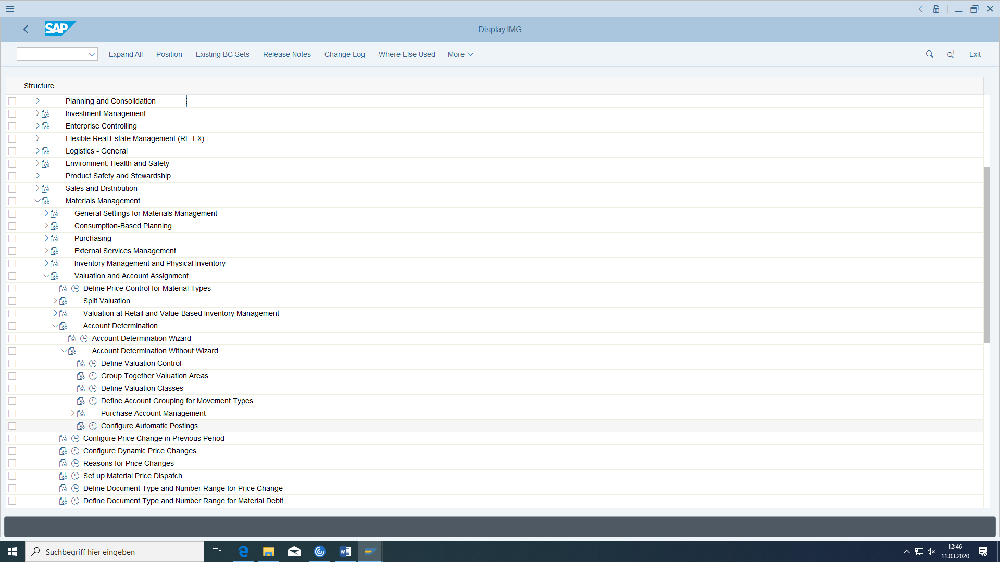 SAP
Display IMG
Expand All
Position
Existing BC Sets
Release Notes
Change Log
Where Else Used
More
Exit
Structure
Planning and Consolidation
Investment Management
Enterprise Controlling
Flexible Real Estate Management (RE-FX)
Logistics - General
Environment, Health and Safety
Product Safety and Stewardship
Sales and Distribution
Materials Management
General Settings for Materials Management
Consumption-Based Planning
Purchasing
External Services Management
Inventory Management and Physical Inventory
Valuation and Account Assignment
Define Price Control for Material Types
Split Valuation
Valuation at Retail and Value-Based Inventory Management
Account Determination
Account Determination Wizard
Account Determination Without Wizard
Define Valuation Control
Group Together Valuation Areas
Define Valuation Classes
Define Account Grouping for Movement Types
Purchase Account Management
Configure Automatic Postings
Configure Price Change in Previous Period
Configure Dynamic Price Changes
Reasons for Price Changes
Set up Material Price Dispatch
Define Document Type and Number Range for Price Change
Define Document Type and Number Range for Material Debit
Suchbegriff hier eingeben
12:46
11.03.2020